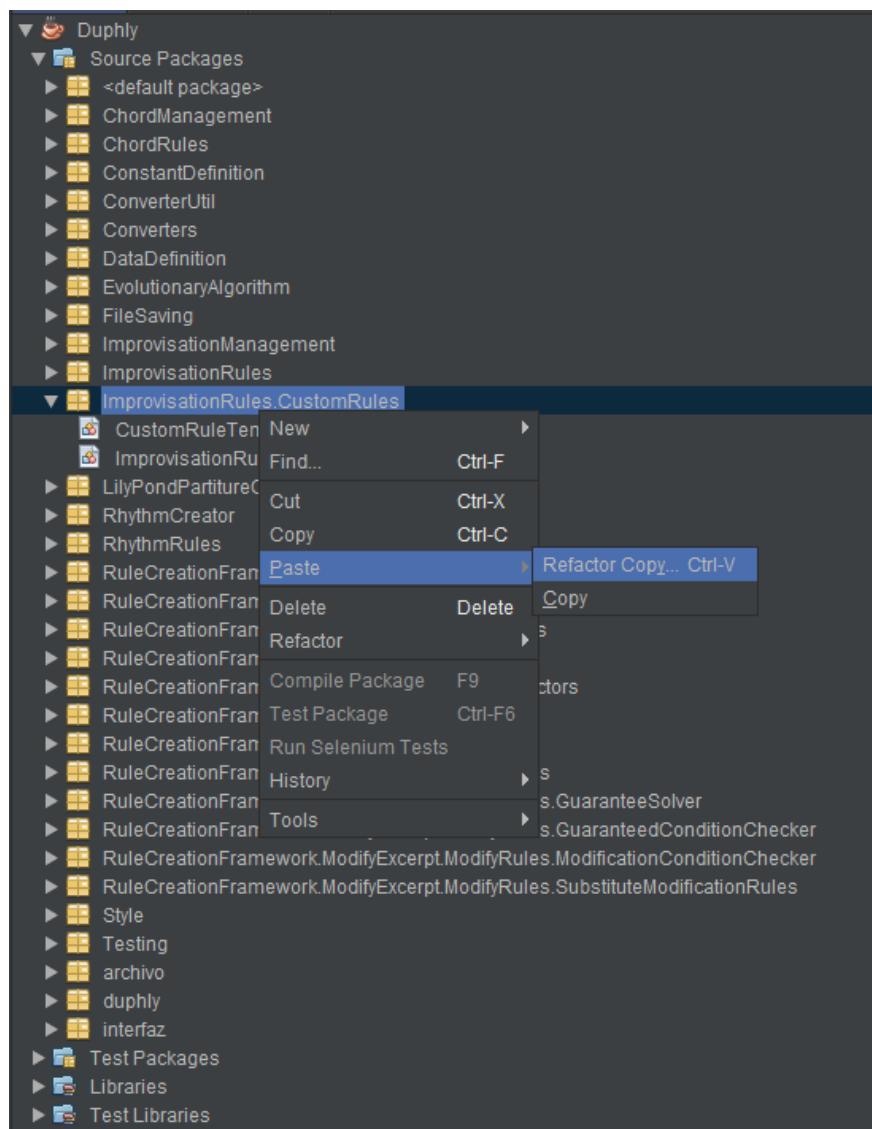 Duphly
Source Packages
<default package>
ChordManagement
ChordRules
ConstantDefinition
ConverterUtil
Converters
DataDefinition
EvolutionaryAlgorithm
FileSaving
ImprovisationManagement
ImprovisationRules
ImprovisationRules.CustomRules
CustomRuleTen
ImprovisationRu
New
Find... Ctrl-F
Cut Ctrl-X
Copy Ctrl-C
Paste
Delete Delete
Refactor
Compile Package F9
Test Package Ctrl-F6
Run Selenium Tests
History
Tools
Refactor Copy... Ctrl-V
Copy
LilyPondPartitureC
RhythmCreator
RhythmRules
RuleCreationFram
RuleCreationFram
RuleCreationFram s
RuleCreationFram
RuleCreationFram ctors
RuleCreationFram
RuleCreationFram
RuleCreationFram s
RuleCreationFram s.GuaranteeSolver
RuleCreationFram s.GuaranteedConditionChecker
RuleCreationFramework.ModifyExcerpt.ModifyRules.ModificationConditionChecker
RuleCreationFramework.ModifyExcerpt.ModifyRules.SubstituteModificationRules
Style
Testing
archivo
duphly
interfaz
Test Packages
Libraries
Test Libraries